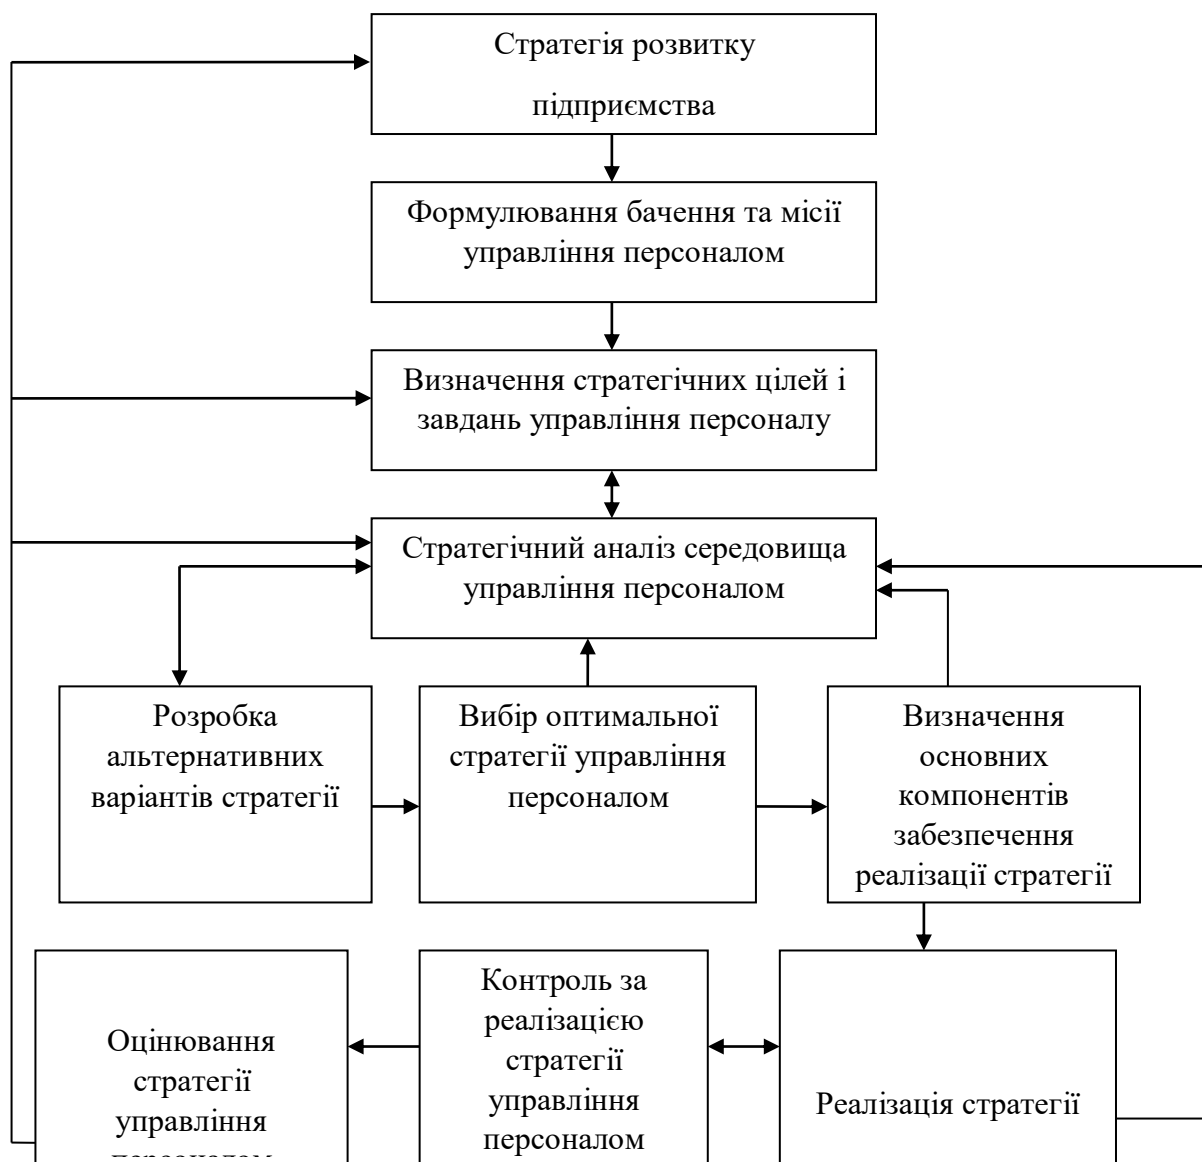 Стратегія розвитку
підприємства
Формулювання бачення та місії
управління персоналом
Визначення стратегічних цілей і
завдань управління персоналу
Стратегічний аналіз середовища
управління персоналом
Розробка
альтернативних
варіантів стратегії
Вибір оптимальної
стратегії управління
персоналом
Визначення
основних
компонентів
забезпечення
реалізації стратегії
Оцінювання
стратегії
управління
Контроль за
реалізацією
стратегії
управління
персоналом
Реалізація стратегії